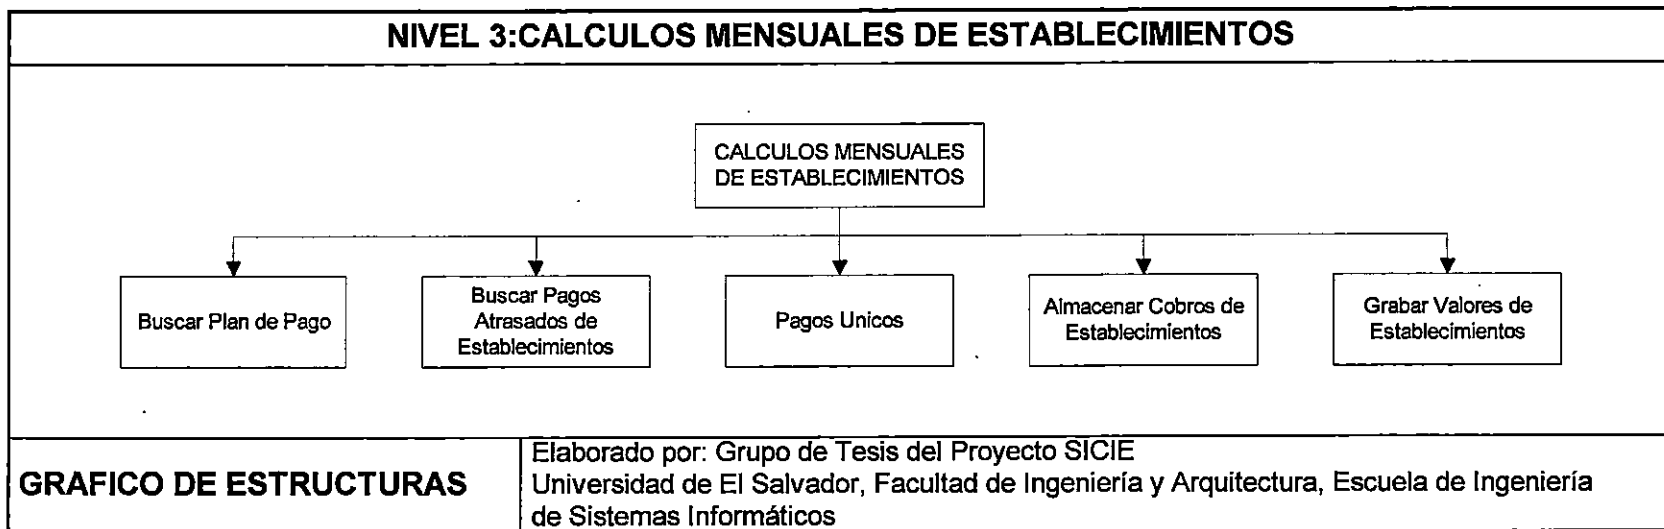 NIVEL 3:CALCULOS MENSUALES DE ESTABLECIMIENTOS
CALCULOS MENSUALES
DE ESTABLECIMIENTOS
Buscar Plan de Pago
Buscar Pagos
Atrasados de
Establecimientos
Pagos Unicos
Almacenar Cobros de
Establecimientos
Grabar Valores de
Establecimientos
GRAFICO DE ESTRUCTURAS
Elaborado por: Grupo de Tesis del Proyecto SICIE
Universidad de El Salvador, Facultad de Ingeniería y Arquitectura, Escuela de Ingeniería
de Sistemas Informáticos